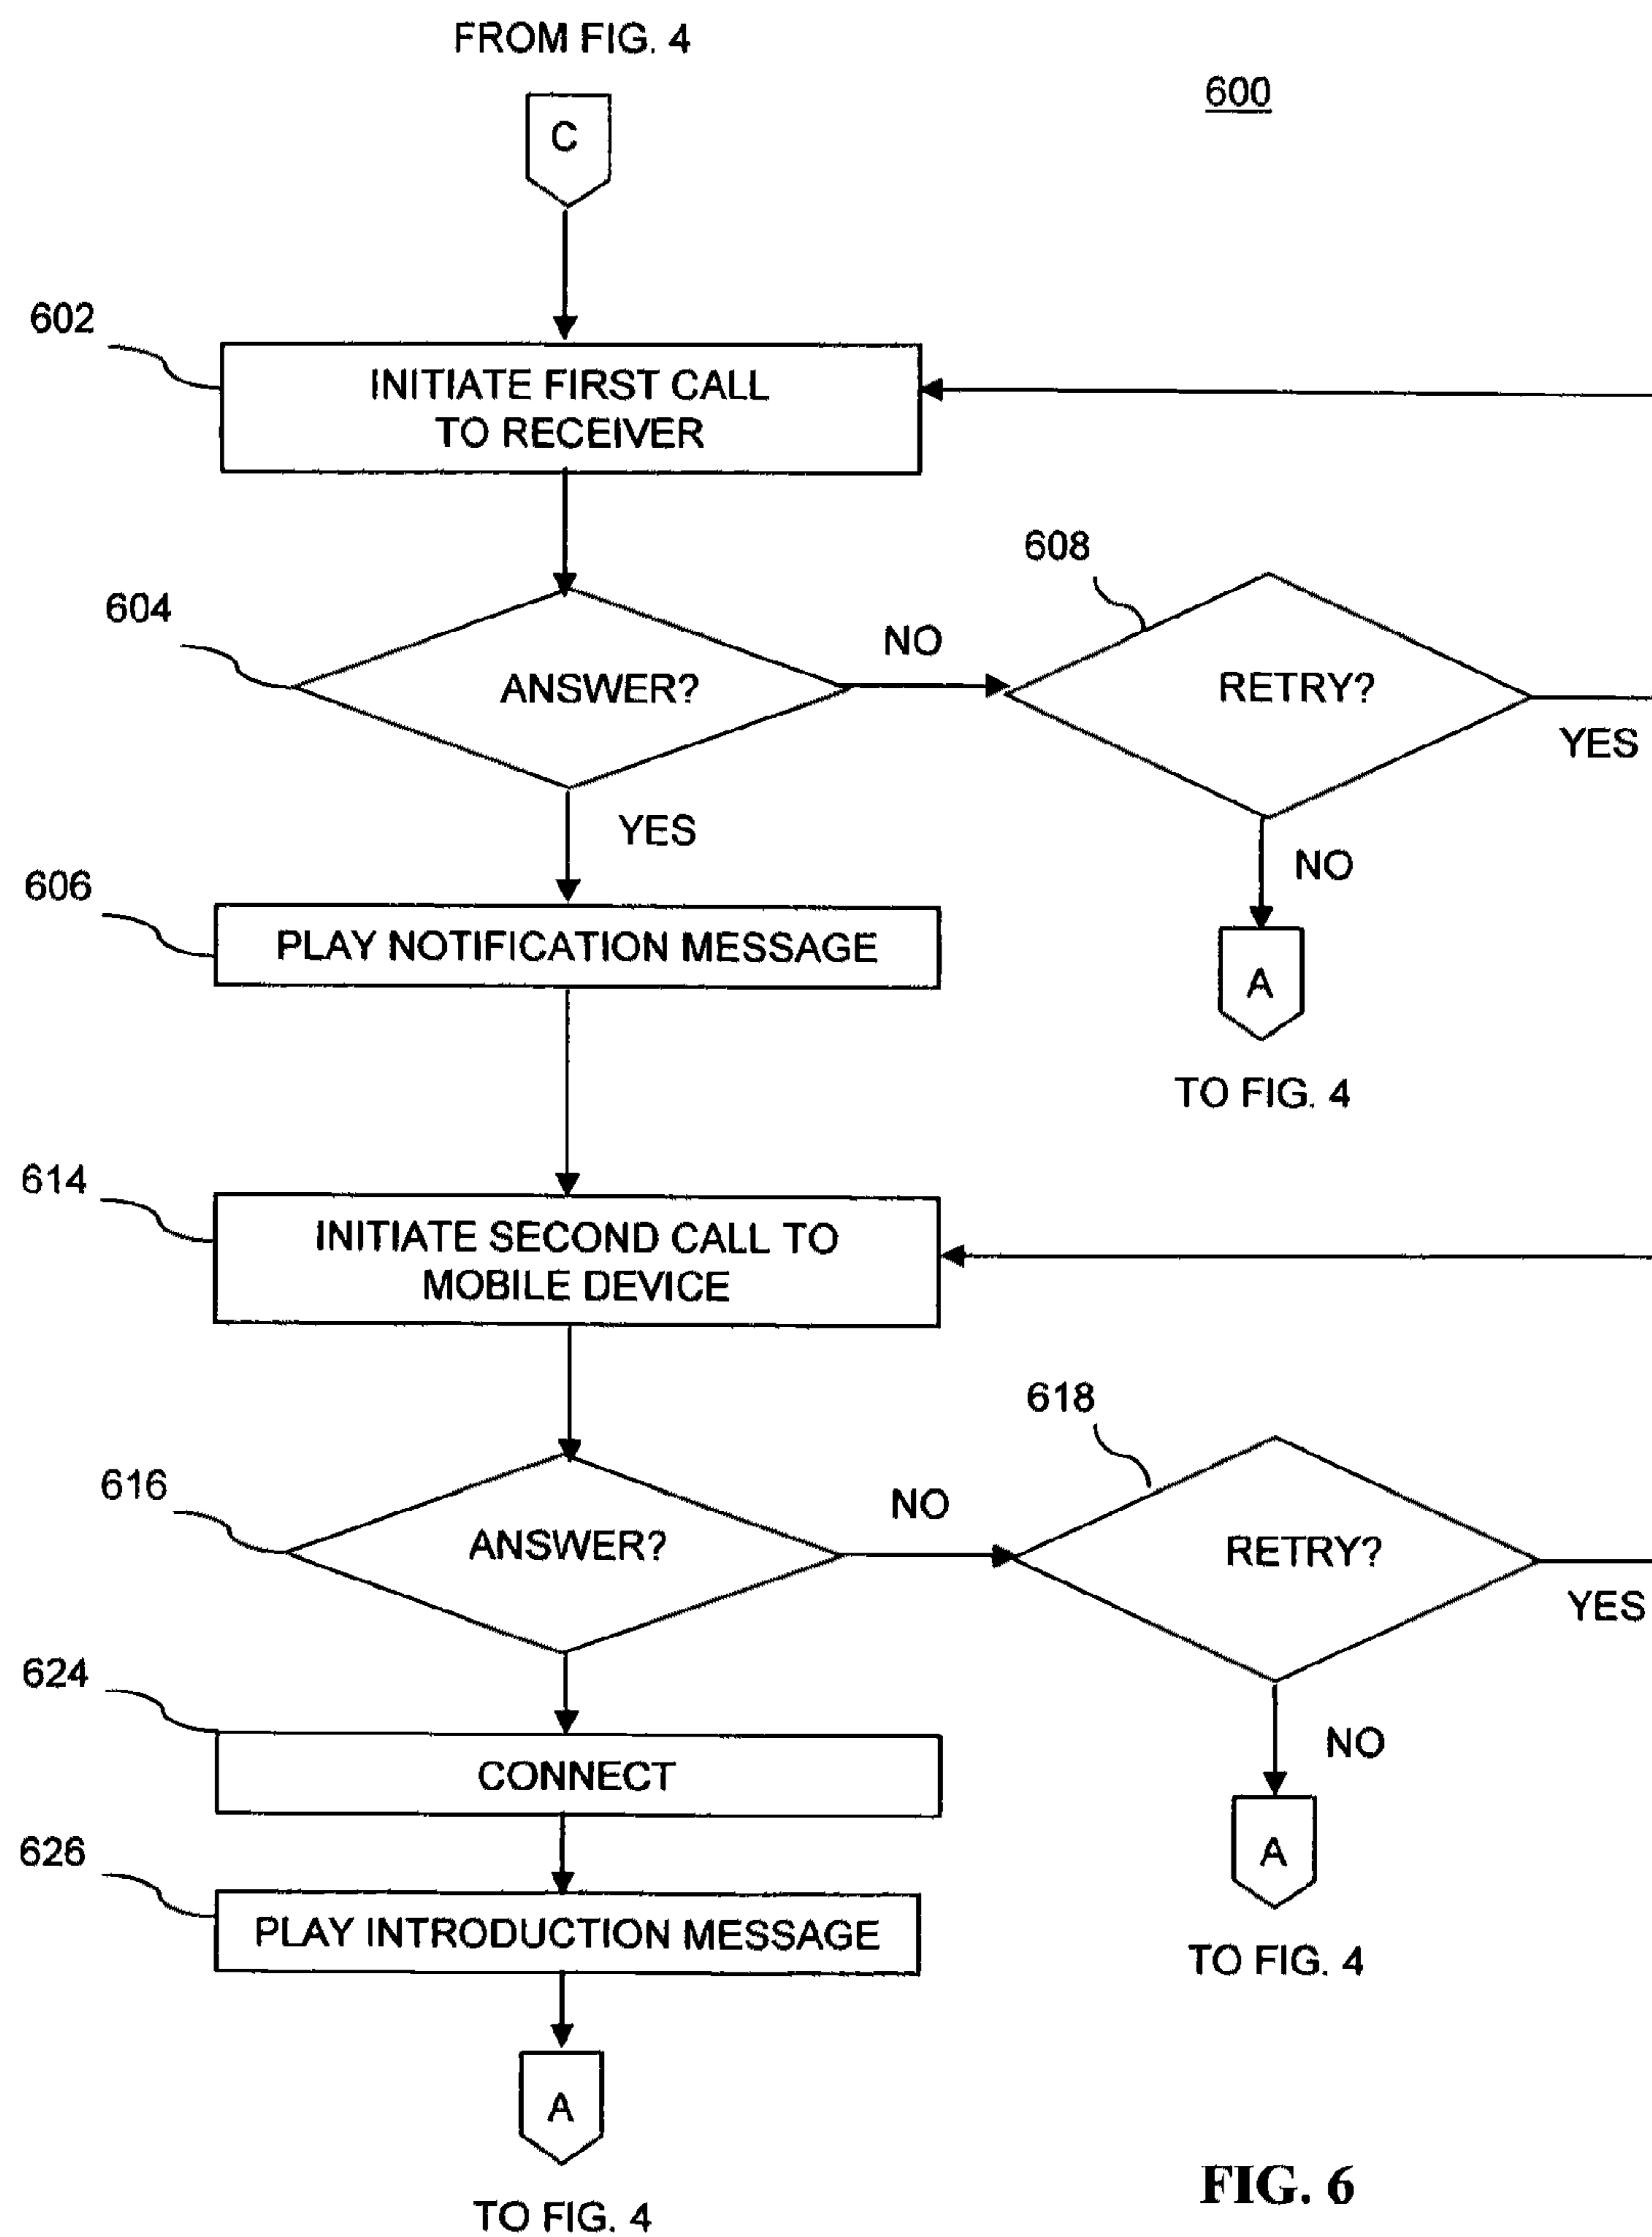 FROM FIG. 4
600
C
602
INITIATE FIRST CALL
TO RECEIVER
608
604
NO
ANSWER?
RETRY?
YES
YES
NO
606
PLAY NOTIFICATION MESSAGE
A
TO FIG. 4
614
INITIATE SECOND CALL TO
MOBILE DEVICE
618
616
NO
ANSWER?
RETRY?
YES
624
NO
CONNECT
626
A
PLAY INTRODUCTION MESSAGE
TO FIG. 4
A
FIG. 6
TO FIG. 4